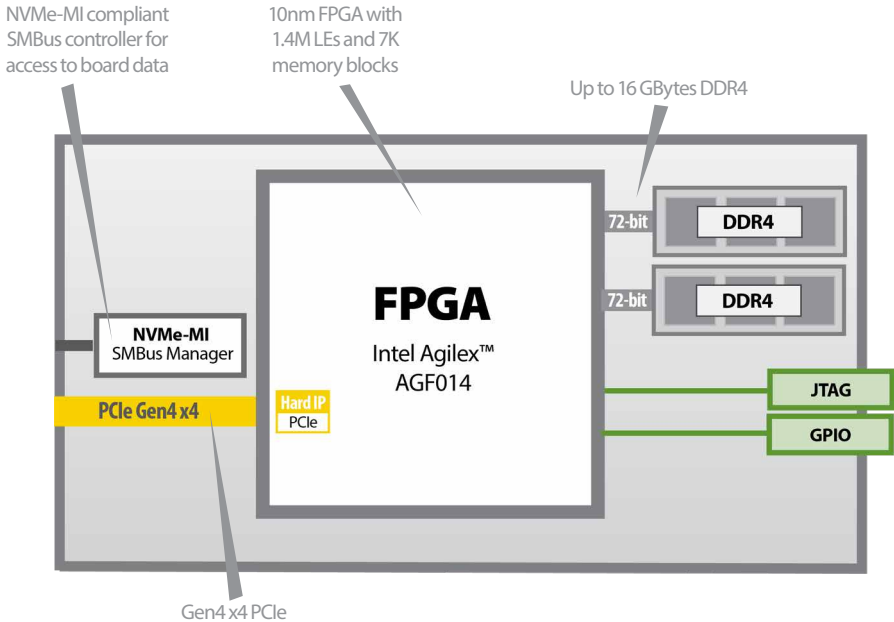 NVMe-MI compliant
SMBus controller for
access to board data
10nm FPGA with
1.4M LEs and 7K
memory blocks
Up to 16 GBytes DDR4
72-bit
DDR4
72-bit
DDR4
FPGA
Intel Agilex™
AGF014
NVMe-MI
SMBus Manager
PCIe Gen4 x4
Hard IP
PCIe
JTAG
GPIO
Gen4 x4 PCIe